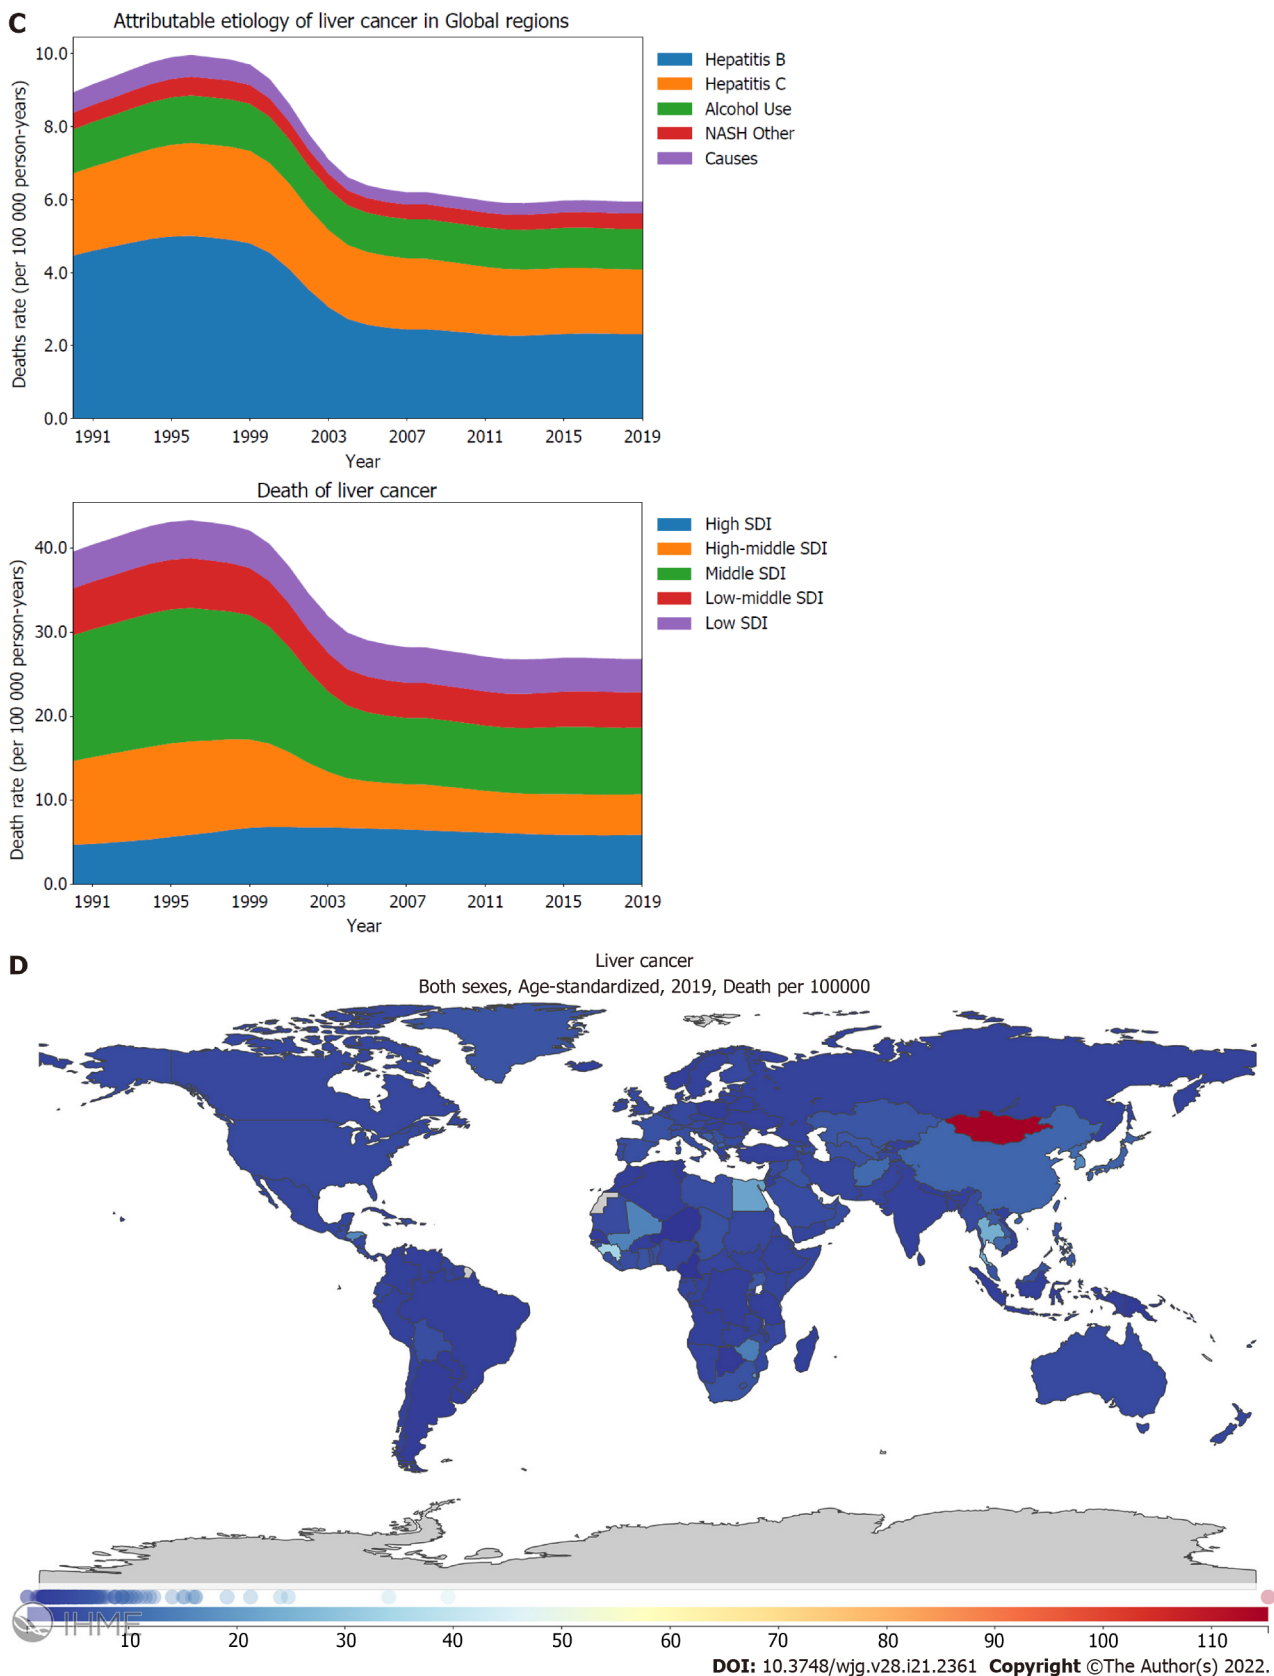 C
Attributable etiology of liver cancer in Global regions
Deaths rate (per 100 000 person-years)
10.0
8.0
6.0
4.0
2.0
0.0
1991 1995 1999 2003 2007 2011 2015 2019
Year
Hepatitis B
Hepatitis C
Alcohol Use
NASH Other
Causes
Death of liver cancer
Death rate (per 100 000 person-years)
40.0
30.0
20.0
10.0
0.0
1991 1995 1999 2003 2007 2011 2015 2019
Year
High SDI
High-middle SDI
Middle SDI
Low-middle SDI
Low SDI
D
Liver cancer
Both sexes, Age-standardized, 2019, Death per 100000
IHME
10 20 30 40 50 60 70 80 90 100 110
DOI: 10.3748/wjg.v28.i21.2361 Copyright ©The Author(s) 2022.